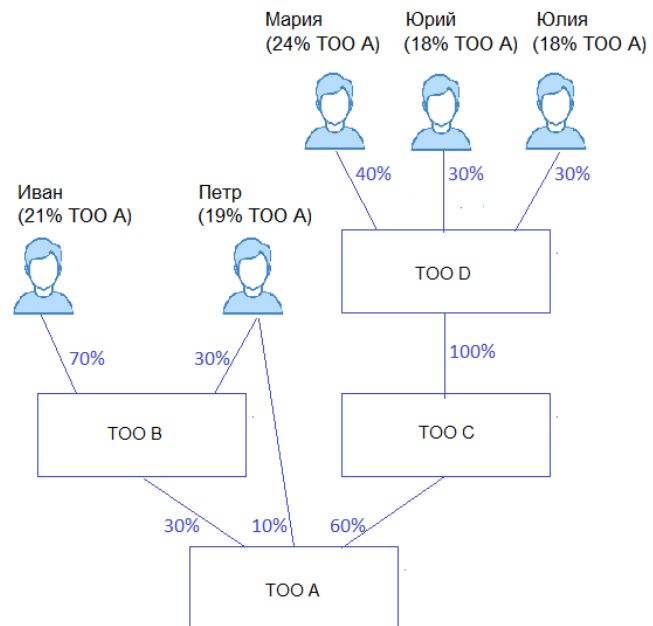 Мария
(24% ТОО А)
Юрий
(18% ТОО А)
Юлия
(18% ТОО А)
40%
30%
30%
Иван
(21% ТОО А)
Петр
(19% ТОО А)
ТОО D
70%
30%
100%
ТОО В
ТОО С
30%
10%
60%
ТОО А